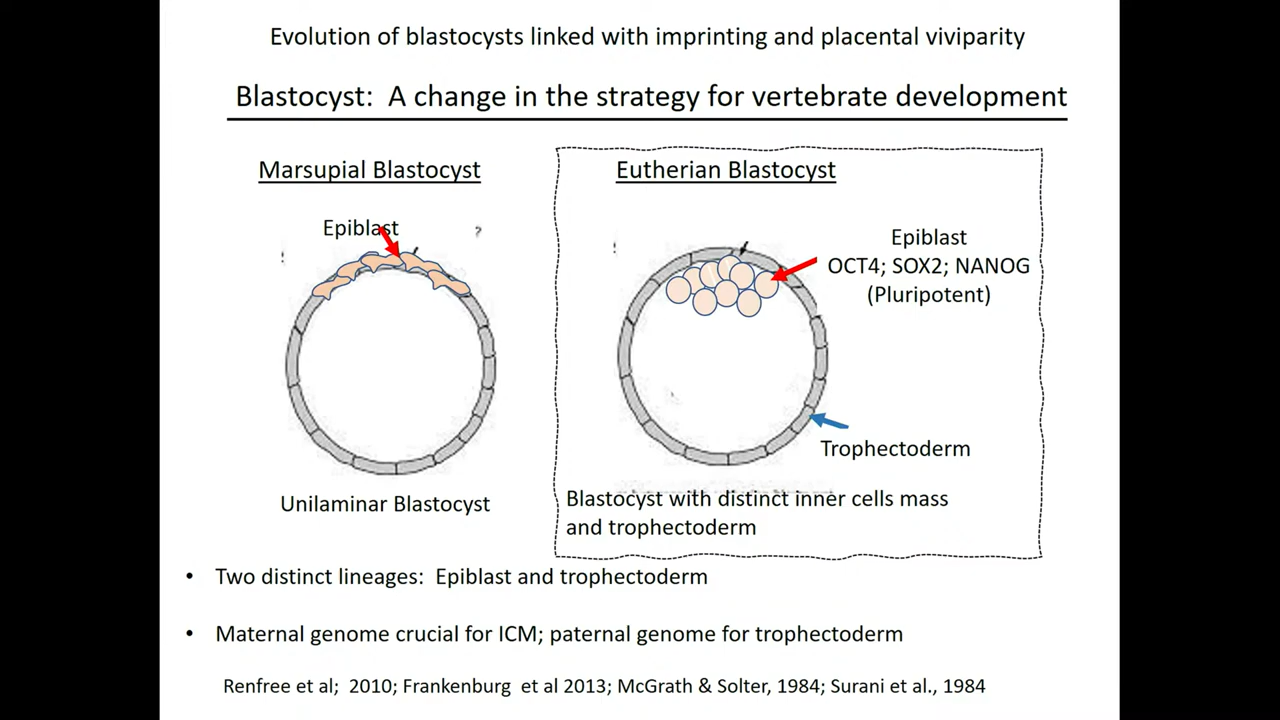 Evolution of blastocysts linked with imprinting and placental viviparity
Blastocyst: A change in the strategy for vertebrate development
Marsupial Blastocyst
Epiblast
?
Unilaminar Blastocyst
Eutherian Blastocyst
Epiblast
OCT4; SOX2; NANOG
(Pluripotent)
Trophectoderm
Blastocyst with distinct inner cells mass
and trophectoderm
• Two distinct lineages: Epiblast and trophectoderm
• Maternal genome crucial for ICM; paternal genome for trophectoderm
Renfree et al; 2010; Frankenburg et al 2013; McGrath & Solter, 1984; Surani et al., 1984